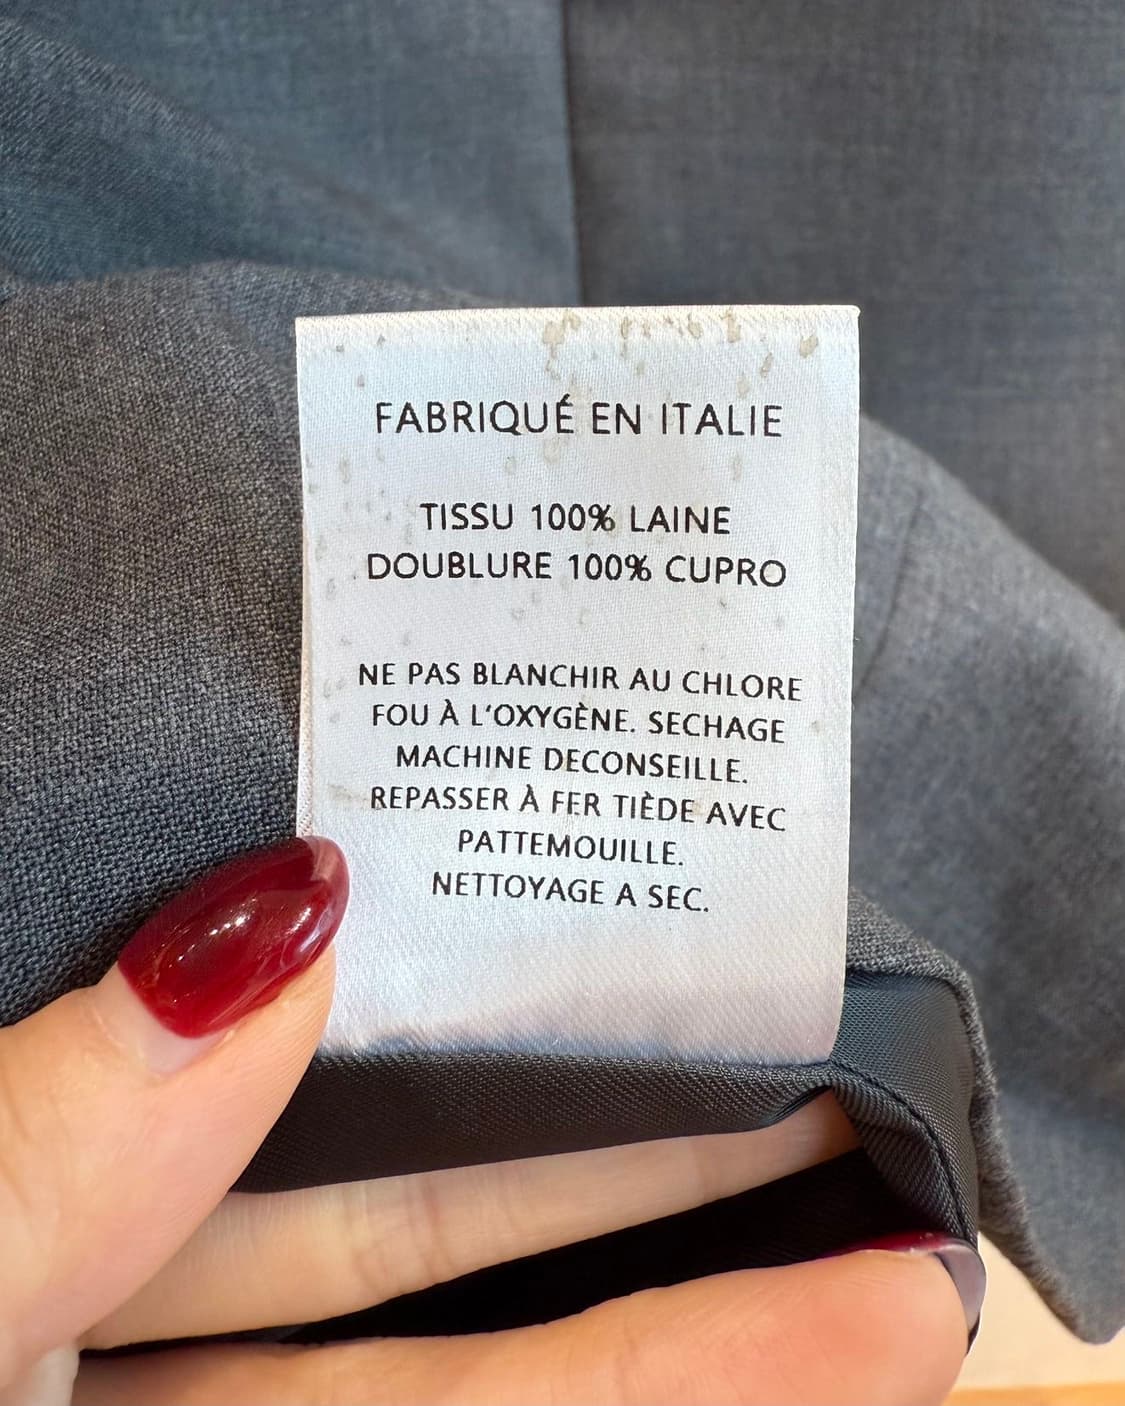 FABRIQUÉ EN ITALIE
TISSU 100% LAINE
DOUBLURE 100% CUPRO
NE PAS BLANCHIR AU CHLORE
FOU À L'OXYGÈNE. SECHAGE
MACHINE DECONSEILLE.
REPASSER À FER TIÈDE AVEC
PATTEMOUILLE.
NETTOYAGE A SEC.